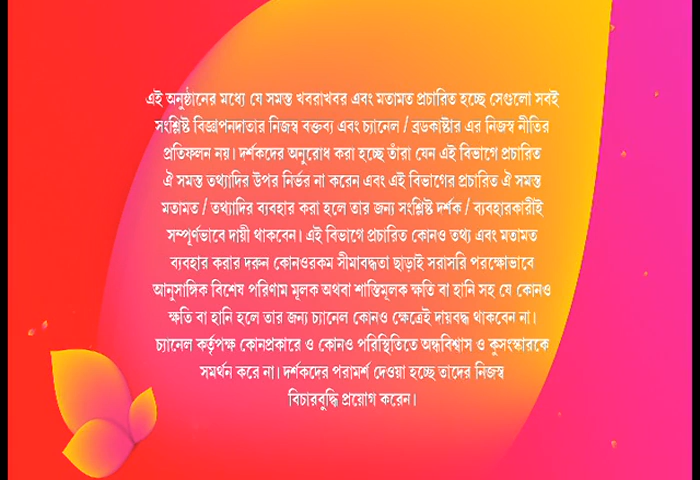 এই অনুষ্ঠানের মধ্যে যে সমস্ত খবরাখবর এবং মতামত প্রচারিত হচ্ছে সেগুলো সবই
সংশ্লিষ্ট বিজ্ঞাপনদাতার নিজস্ব বক্তব্য এবং চ্যানেল / ব্রডকাষ্টার এর নিজস্ব নীতির
প্রতিফলন নয়। দর্শকদের অনুরোধ করা হচ্ছে তাঁরা যেন এই বিভাগে প্রচারিত
ঐ সমস্ত তথ্যাদির উপর নির্ভর না করেন এবং এই বিভাগের প্রচারিত ঐ সমস্ত
মতামত / তথ্যাদির ব্যবহার করা হলে তার জন্য সংশ্লিষ্ট দর্শক / ব্যবহারকারীই
সম্পূর্ণভাবে দায়ী থাকবেন। এই বিভাগে প্রচারিত কোনও তথ্য এবং মতামত
ব্যবহার করার দরুন কোনওরকম সীমাবদ্ধতা ছাড়াই সরাসরি পরক্ষোভাবে
আনুসাঙ্গিক বিশেষ পরিণাম মূলক অথবা শাস্তিমূলক ক্ষতি বা হানি সহ যে কোনও
ক্ষতি বা হানি হলে তার জন্য চ্যানেল কোনও ক্ষেত্রেই দায়বদ্ধ থাকবেন না।
চ্যানেল কর্তৃপক্ষ কোনপ্রকারে ও কোনও পরিস্থিতিতে অন্ধবিশ্বাস ও কুসংস্কারকে
সমর্থন করে না। দর্শকদের পরামর্শ দেওয়া হচ্ছে তাদের নিজস্ব
বিচারবুদ্ধি প্রয়োগ করেন।